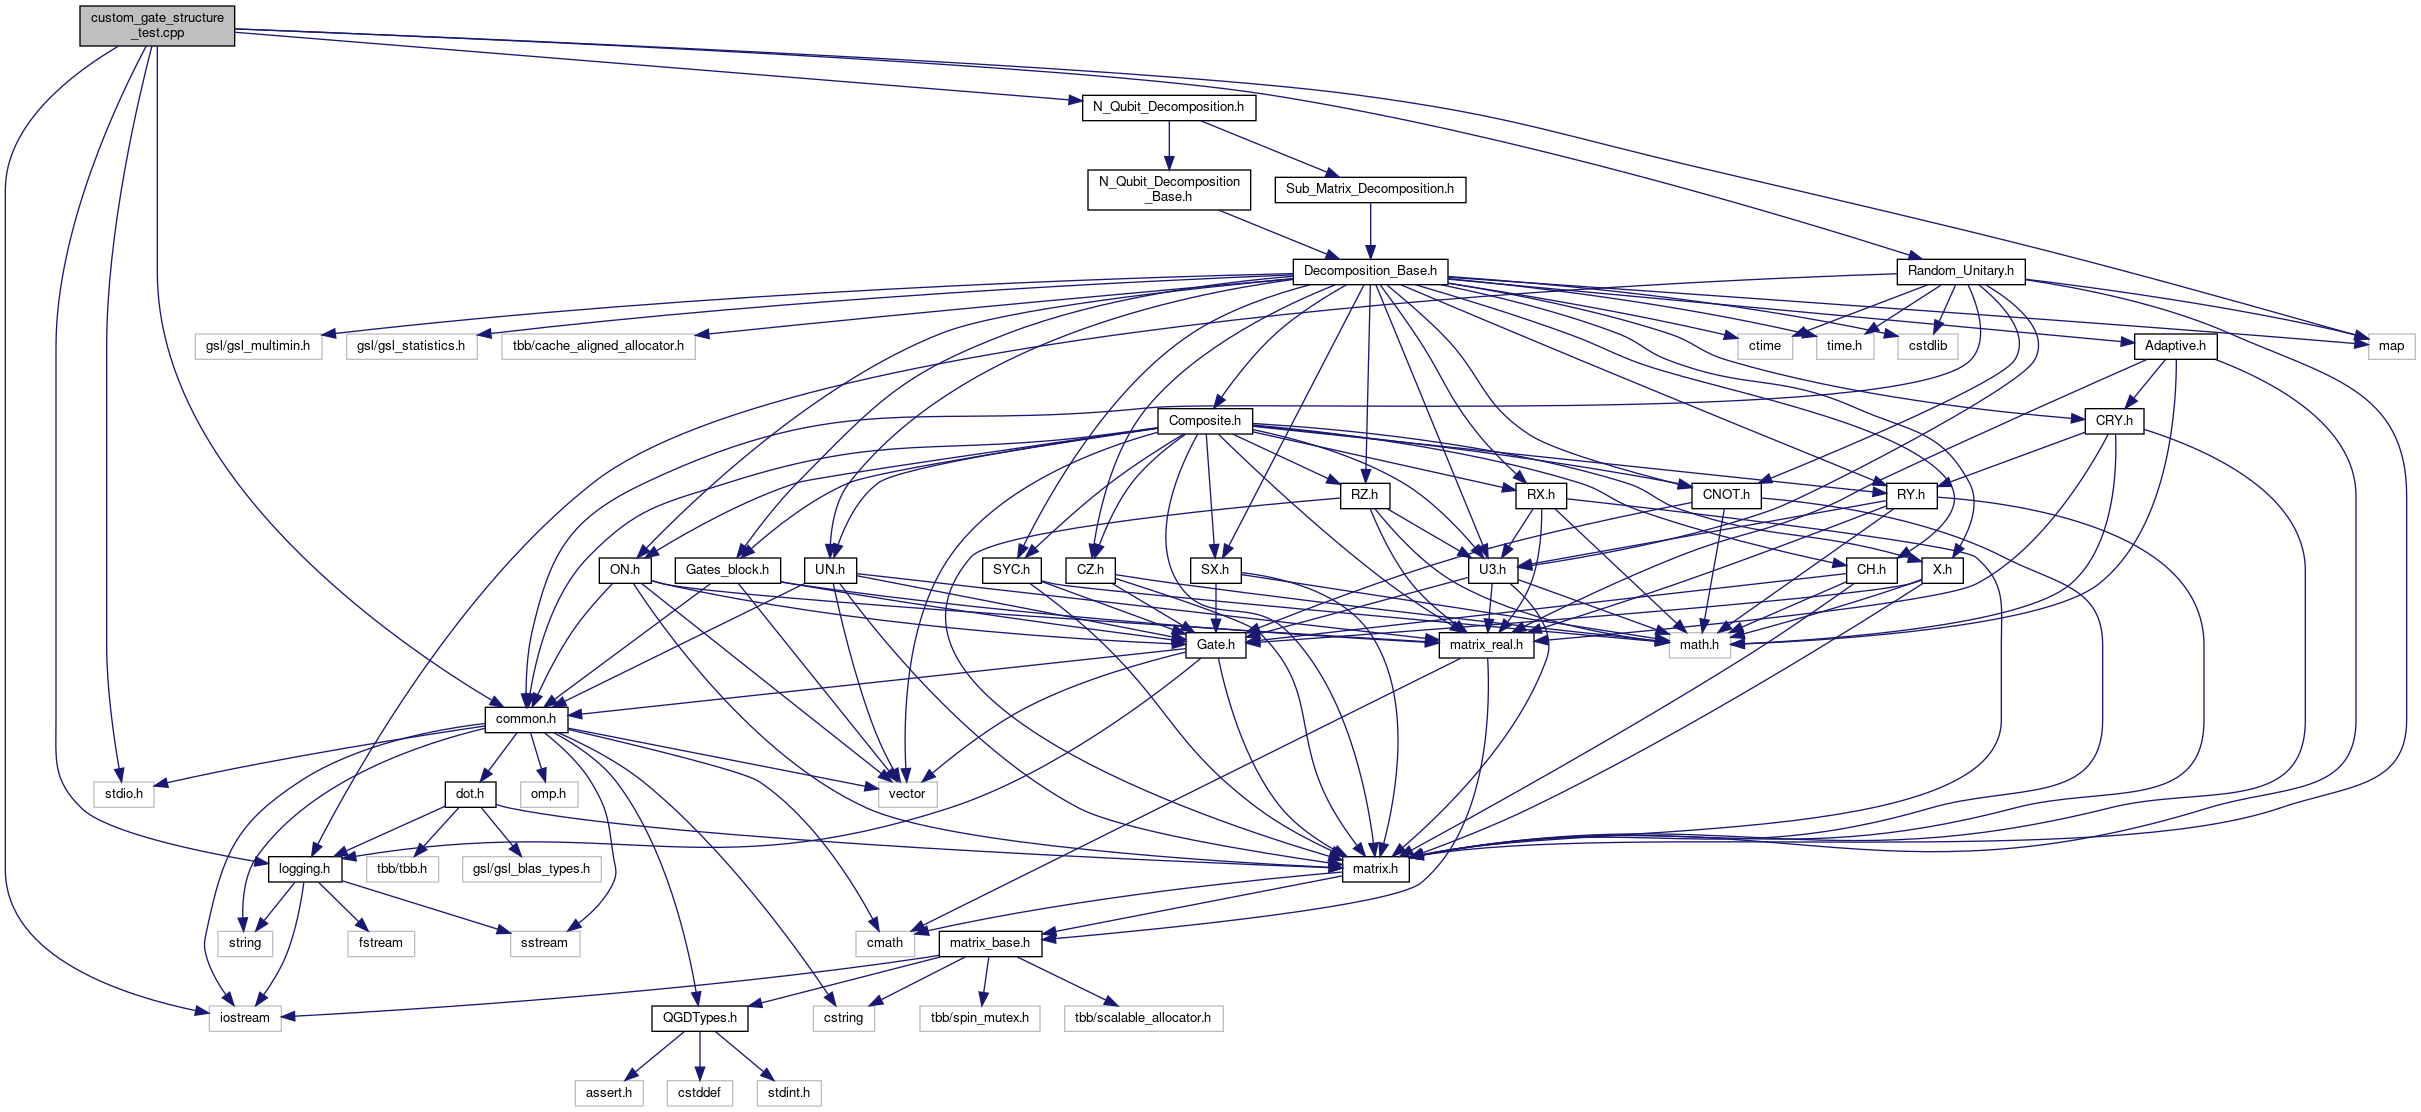 custom_gate_structure
_test.cpp
N_Qubit_Decomposition.h
N_Qubit_Decomposition
_Base.h
Sub_Matrix_Decomposition.h
Decomposition_Base.h
Random_Unitary.h
gsl/gsl_multimin.h
gsl/gsl_statistics.h
tbb/cache_aligned_allocator.h
ctime
time.h
cstdlib
Adaptive.h
map
Composite.h
CRY.h
RZ.h
RX.h
CNOT.h
RY.h
ON.h
Gates_block.h
UN.h
SYC.h
CZ.h
SX.h
U3.h
CH.h
X.h
Gate.h
matrix_real.h
math.h
common.h
stdio.h
dot.h
omp.h
vector
logging.h
tbb/tbb.h
gsl/gsl_blas_types.h
matrix.h
string
fstream
sstream
cmath
matrix_base.h
iostream
QGDTypes.h
cstring
tbb/spin_mutex.h
tbb/scalable_allocator.h
assert.h
cstddef
stdint.h